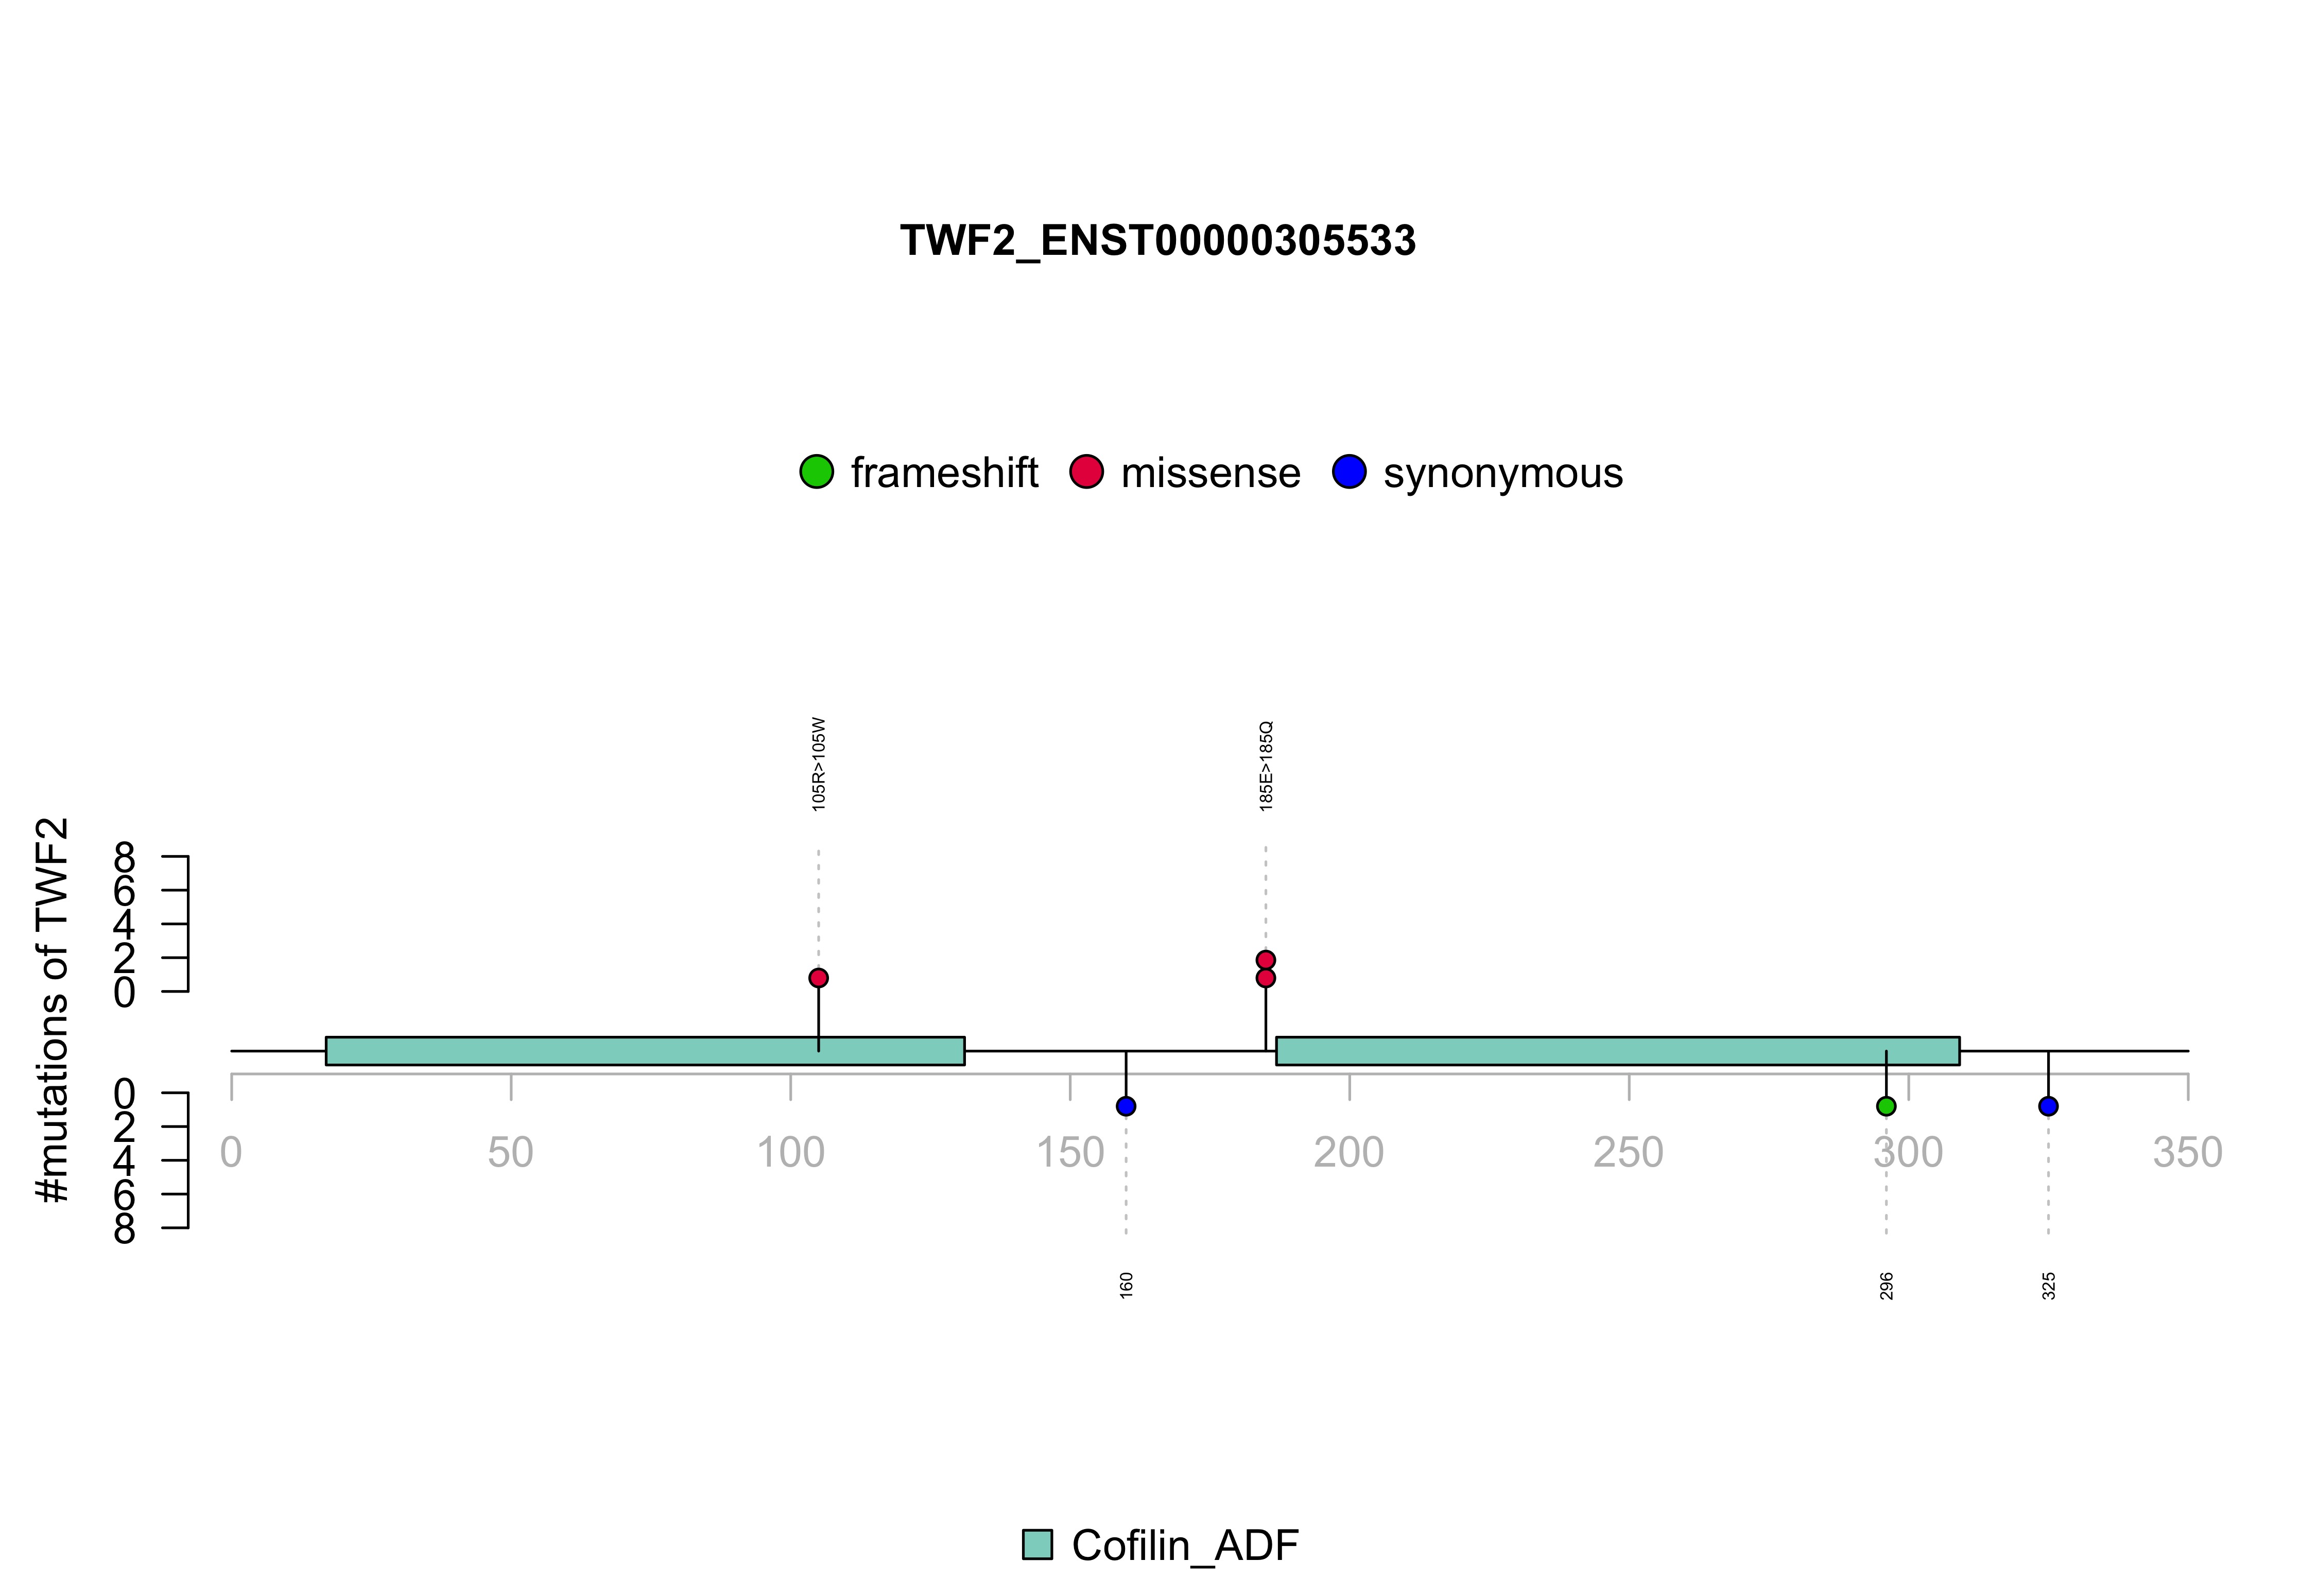 TWF2_ENST00000305533
frameshift missense synonymous
105R>105W 185E>185Q
#mutations of TWF2
8
6
4
2
0
0
2
4
6
8
0 50 100 150 200 250 300 350
160 296 325
Cofilin_ADF